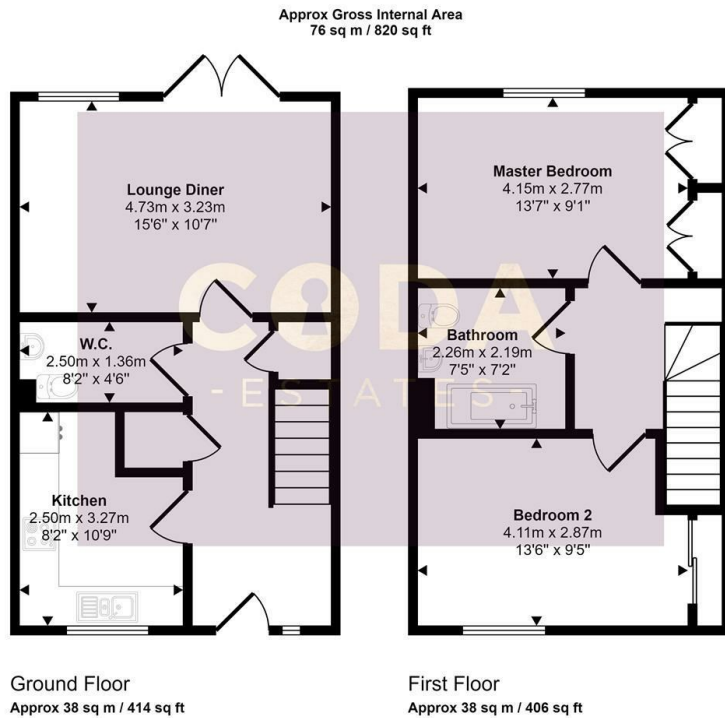 Approx Gross Internal Area
76 sq m / 820 sq ft
Lounge Diner
4.73m x 3.23m
15'6" x 10'7"
Master Bedroom
4.15m x 2.77m
13'7" x 9'1"
CODA
- ESTATES -
W.C.
2.50m x 1.36m
8'2" x 4'6"
Bathroom
2.26m x 2.19m
7'5" x 7'2"
Kitchen
2.50m x 3.27m
8'2" x 10'9"
Bedroom 2
4.11m x 2.87m
13'6" x 9'5"
Ground Floor
Approx 38 sq m / 414 sq ft
First Floor
Approx 38 sq m / 406 sq ft